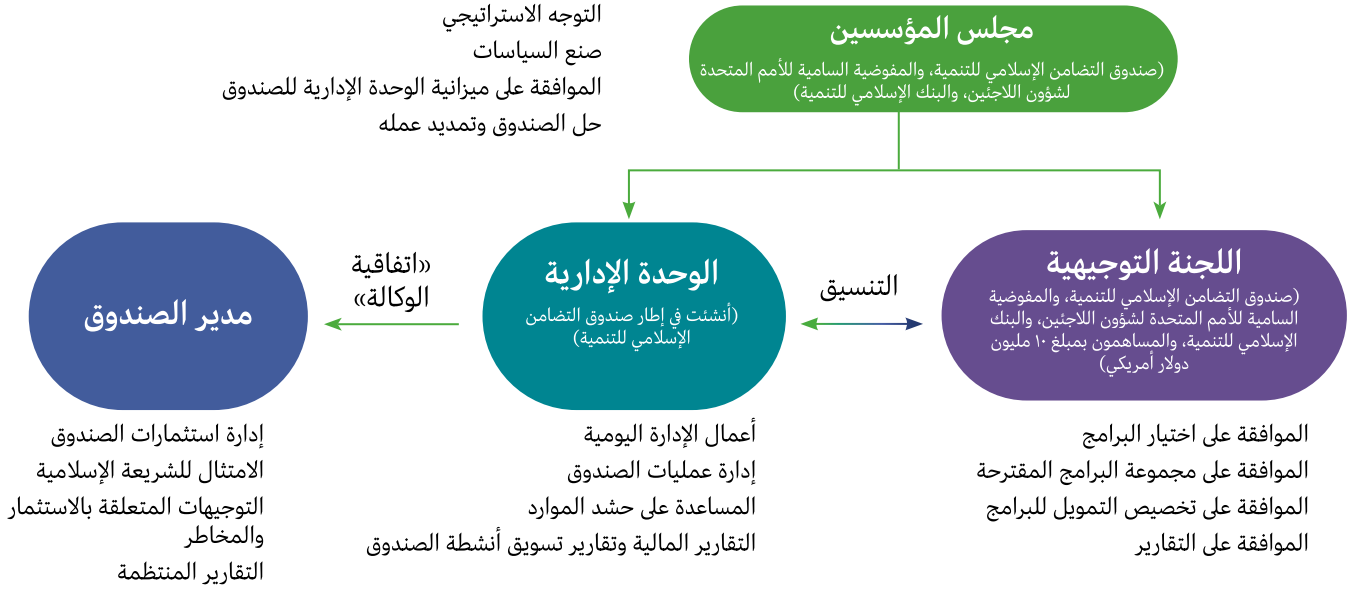 مجلس المؤسسين
(صندوق التضامن الإسلامي للتنمية، والمفوضية السامية للأمم المتحدة
لشؤون اللاجئين، والبنك الإسلامي للتنمية)
التوجه الاستراتيجي
صنع السياسات
الموافقة على ميزانية الوحدة الإدارية للصندوق
حل الصندوق وتمديد عمله
اللجنة التوجيهية
(صندوق التضامن الإسلامي للتنمية، والمفوضية
السامية للأمم المتحدة لشؤون اللاجئين، والبنك
الإسلامي للتنمية، والمساهمون بمبلغ ١٠ مليون
دولار أمريكي)
الموافقة على اختيار البرامج
الموافقة على مجموعة البرامج المقترحة
الموافقة على تخصيص التمويل للبرامج
الموافقة على التقارير
التنسيق
الوحدة الإدارية
(أنشئت في إطار صندوق التضامن
الإسلامي للتنمية)
أعمال الإدارة اليومية
إدارة عمليات الصندوق
المساعدة على حشد الموارد
التقارير المالية وتقارير تسويق أنشطة الصندوق
«اتفاقية
الوكالة»
مدير الصندوق
إدارة استثمارات الصندوق
الامتثال للشريعة الإسلامية
التوجيهات المتعلقة بالاستثمار
والمخاطر
التقارير المنتظمة